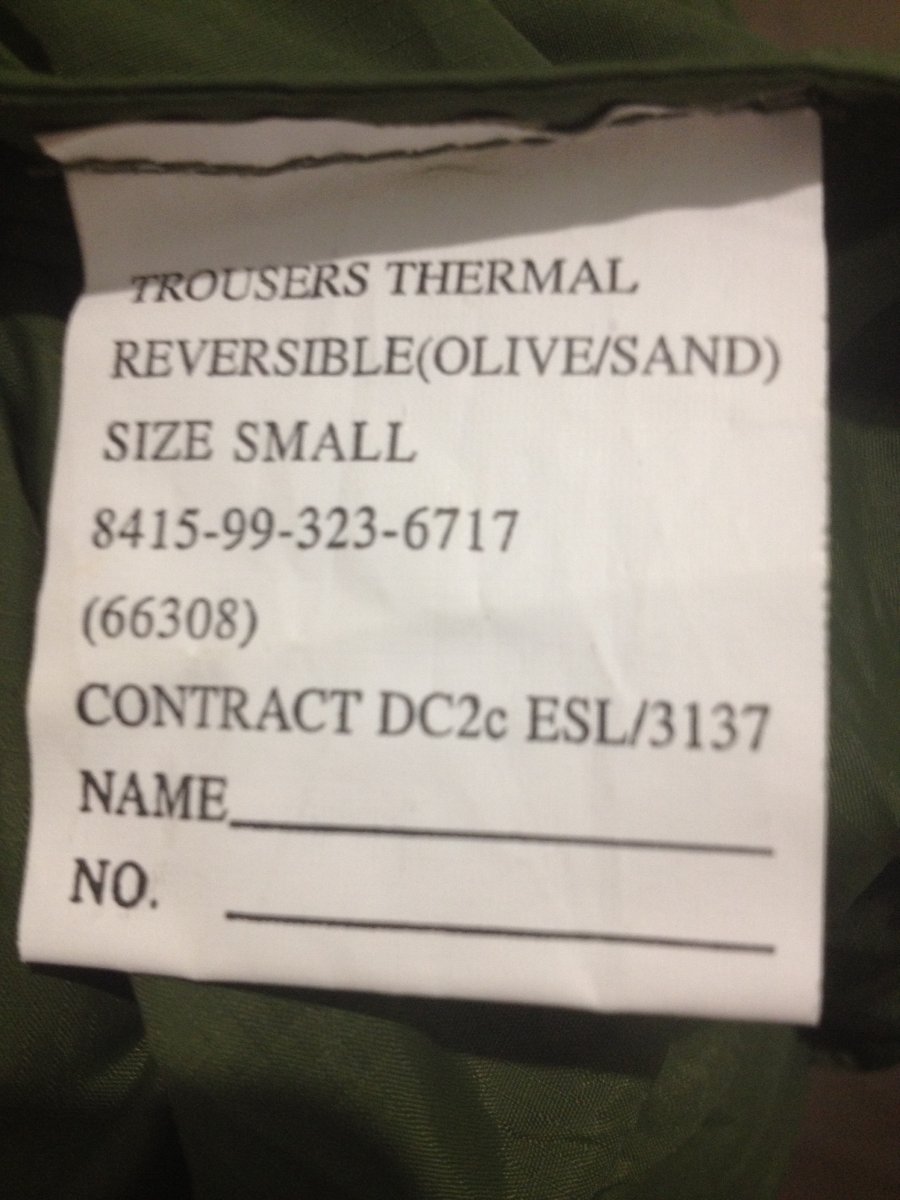 TROUSERS THERMAL
REVERSIBLE(OLIVE/SAND)
SIZE SMALL
8415-99-323-6717
(66308)
CONTRACT DC2c ESL/3137
NAME
NO.